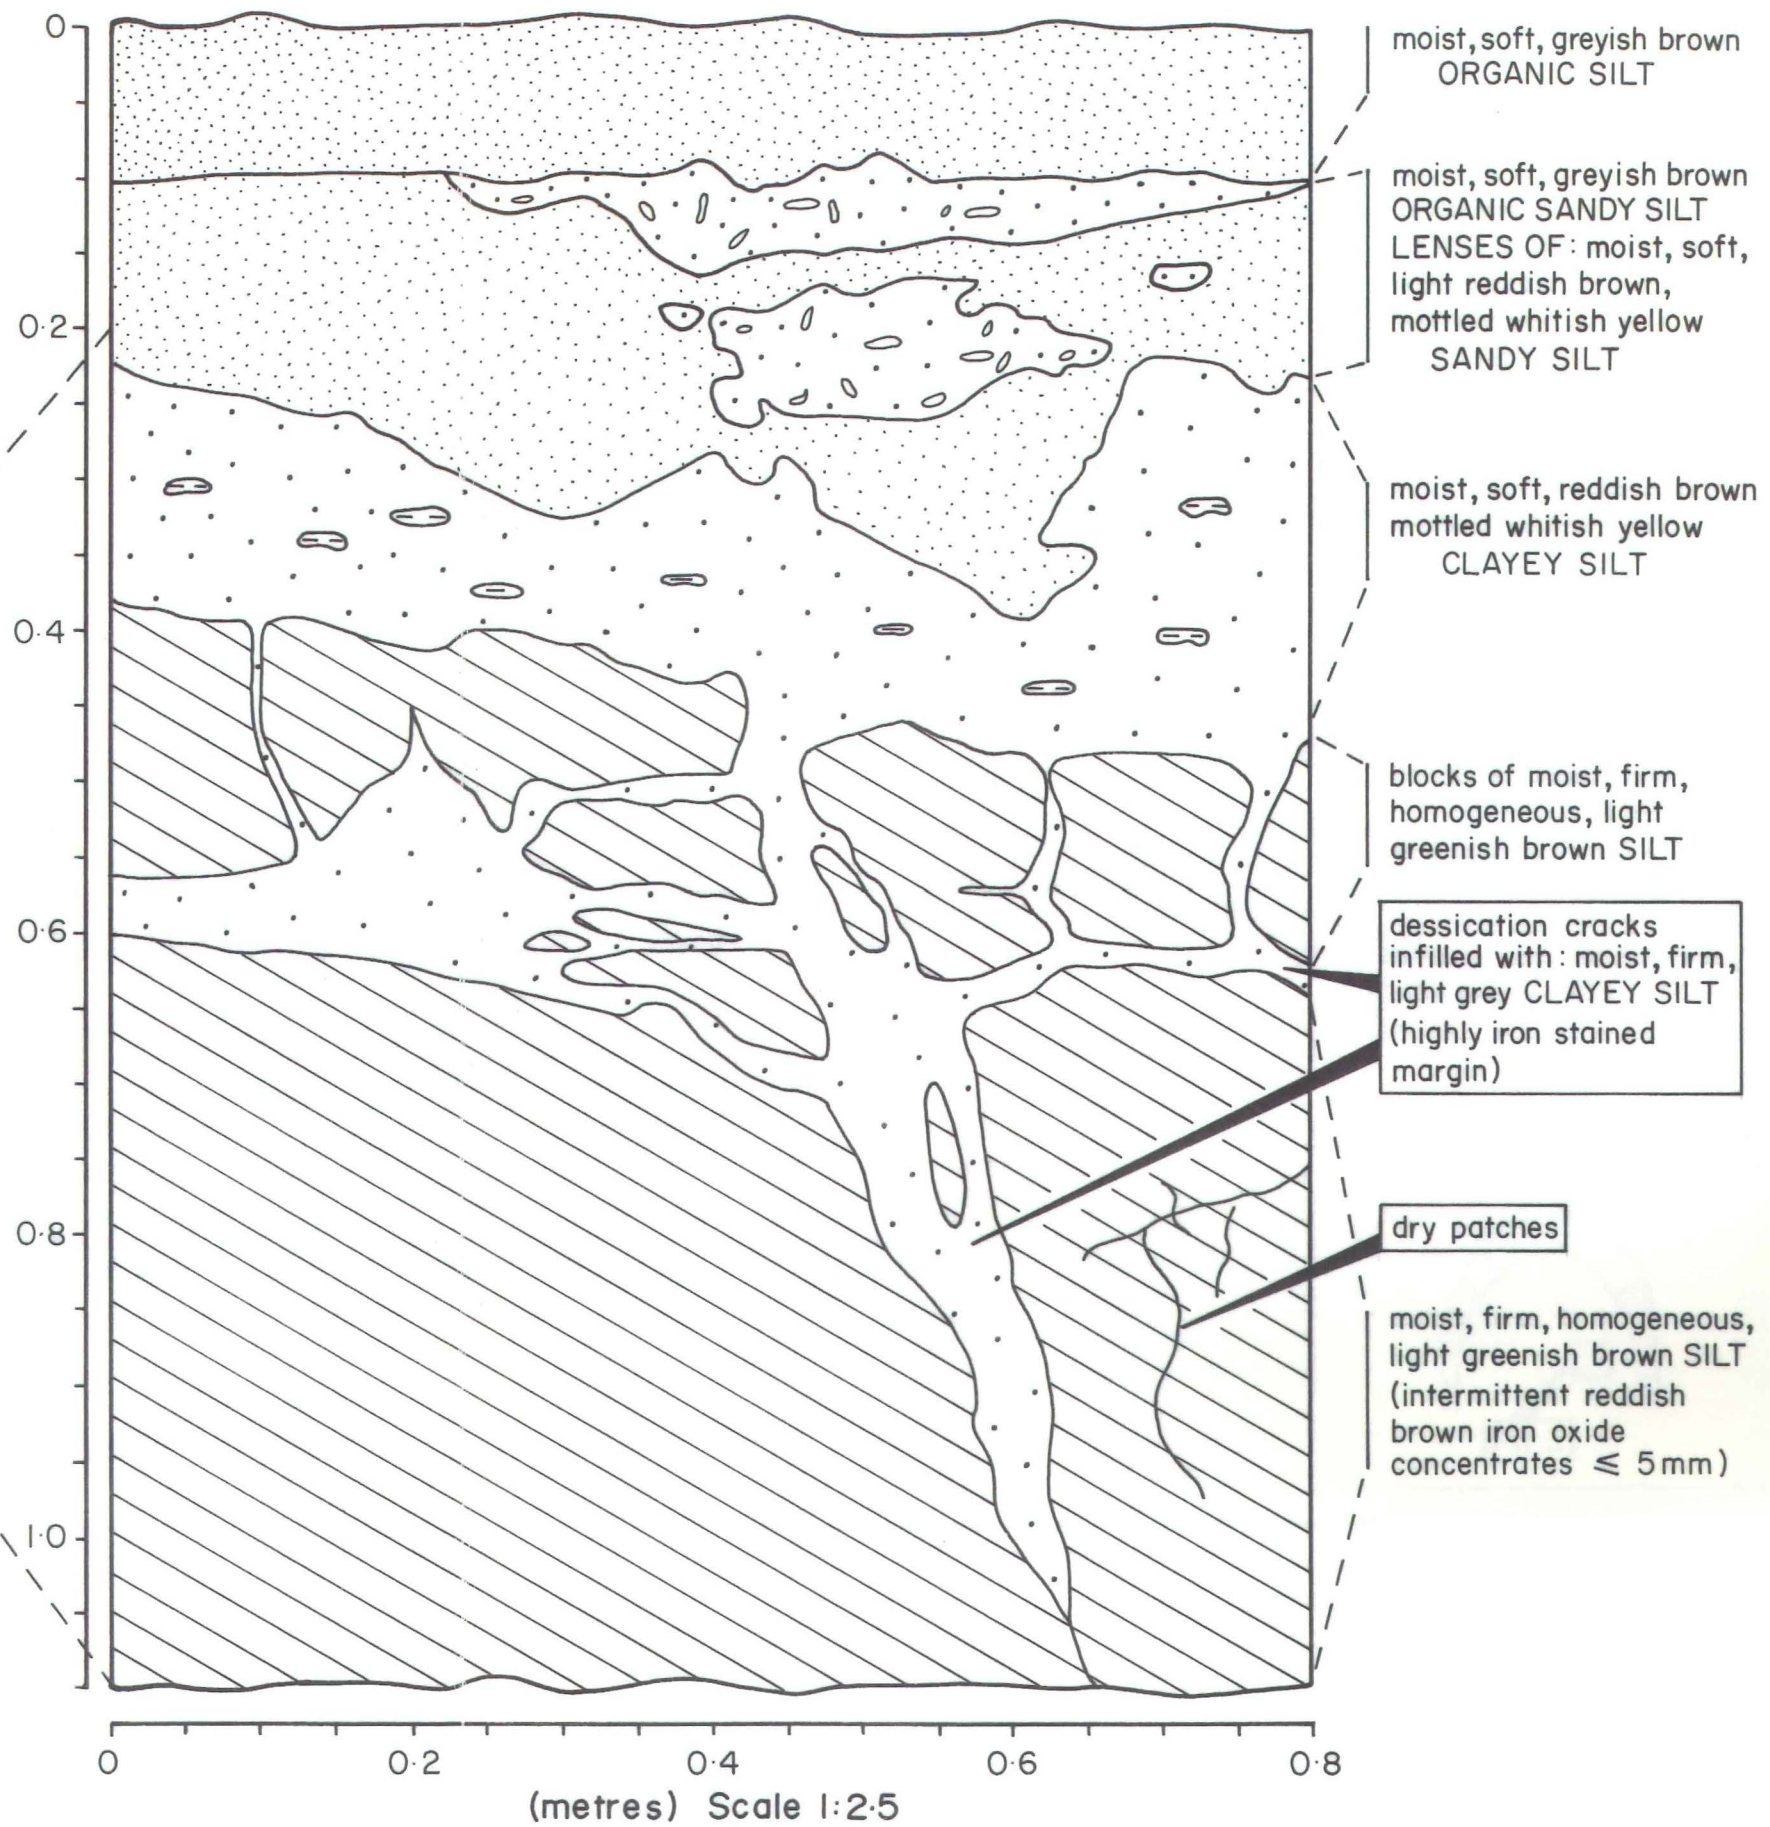 0
0·2
0·4
0·6
0·8
1·0
moist, soft, greyish brown
ORGANIC SILT
moist, soft, greyish brown
ORGANIC SANDY SILT
LENSES OF: moist, soft,
light reddish brown,
mottled whitish yellow
SANDY SILT
moist, soft, reddish brown
mottled whitish yellow
CLAYEY SILT
blocks of moist, firm,
homogeneous, light
greenish brown SILT
dessication cracks
infilled with: moist, firm,
light grey CLAYEY SILT
(highly iron stained
margin)
dry patches
moist, firm, homogeneous,
light greenish brown SILT
(intermittent reddish
brown iron oxide
concentrates ⩽ 5mm)
0 0·2 0·4 0·6 0·8
(metres) Scale 1:2·5